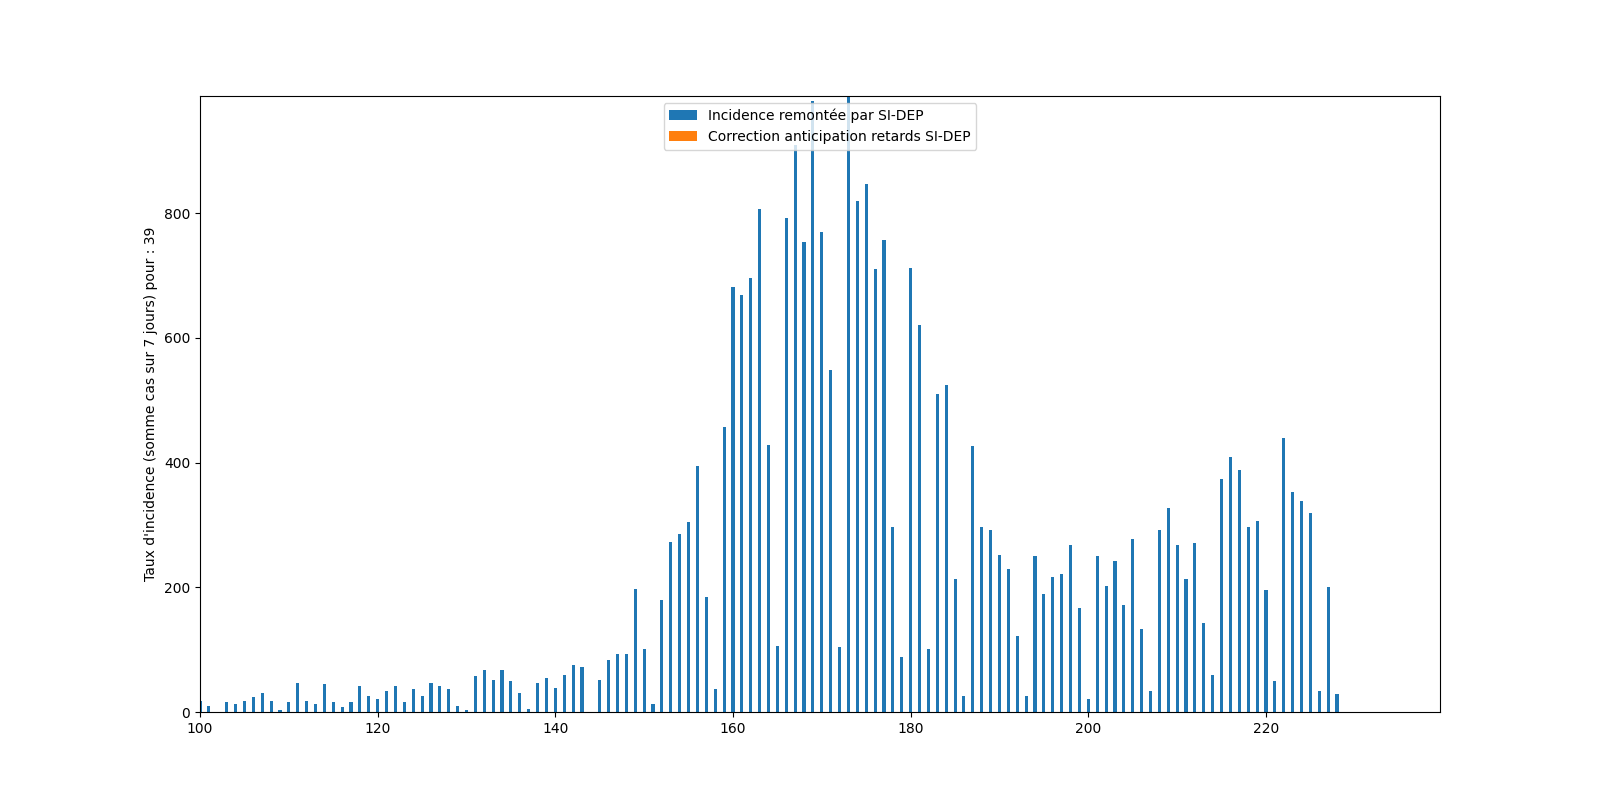 Incidence remontée par SI-DEP
Correction anticipation retards SI-DEP
Taux d'incidence (somme cas sur 7 jours) pour : 39
800
600
400
200
0
100 120 140 160 180 200 220